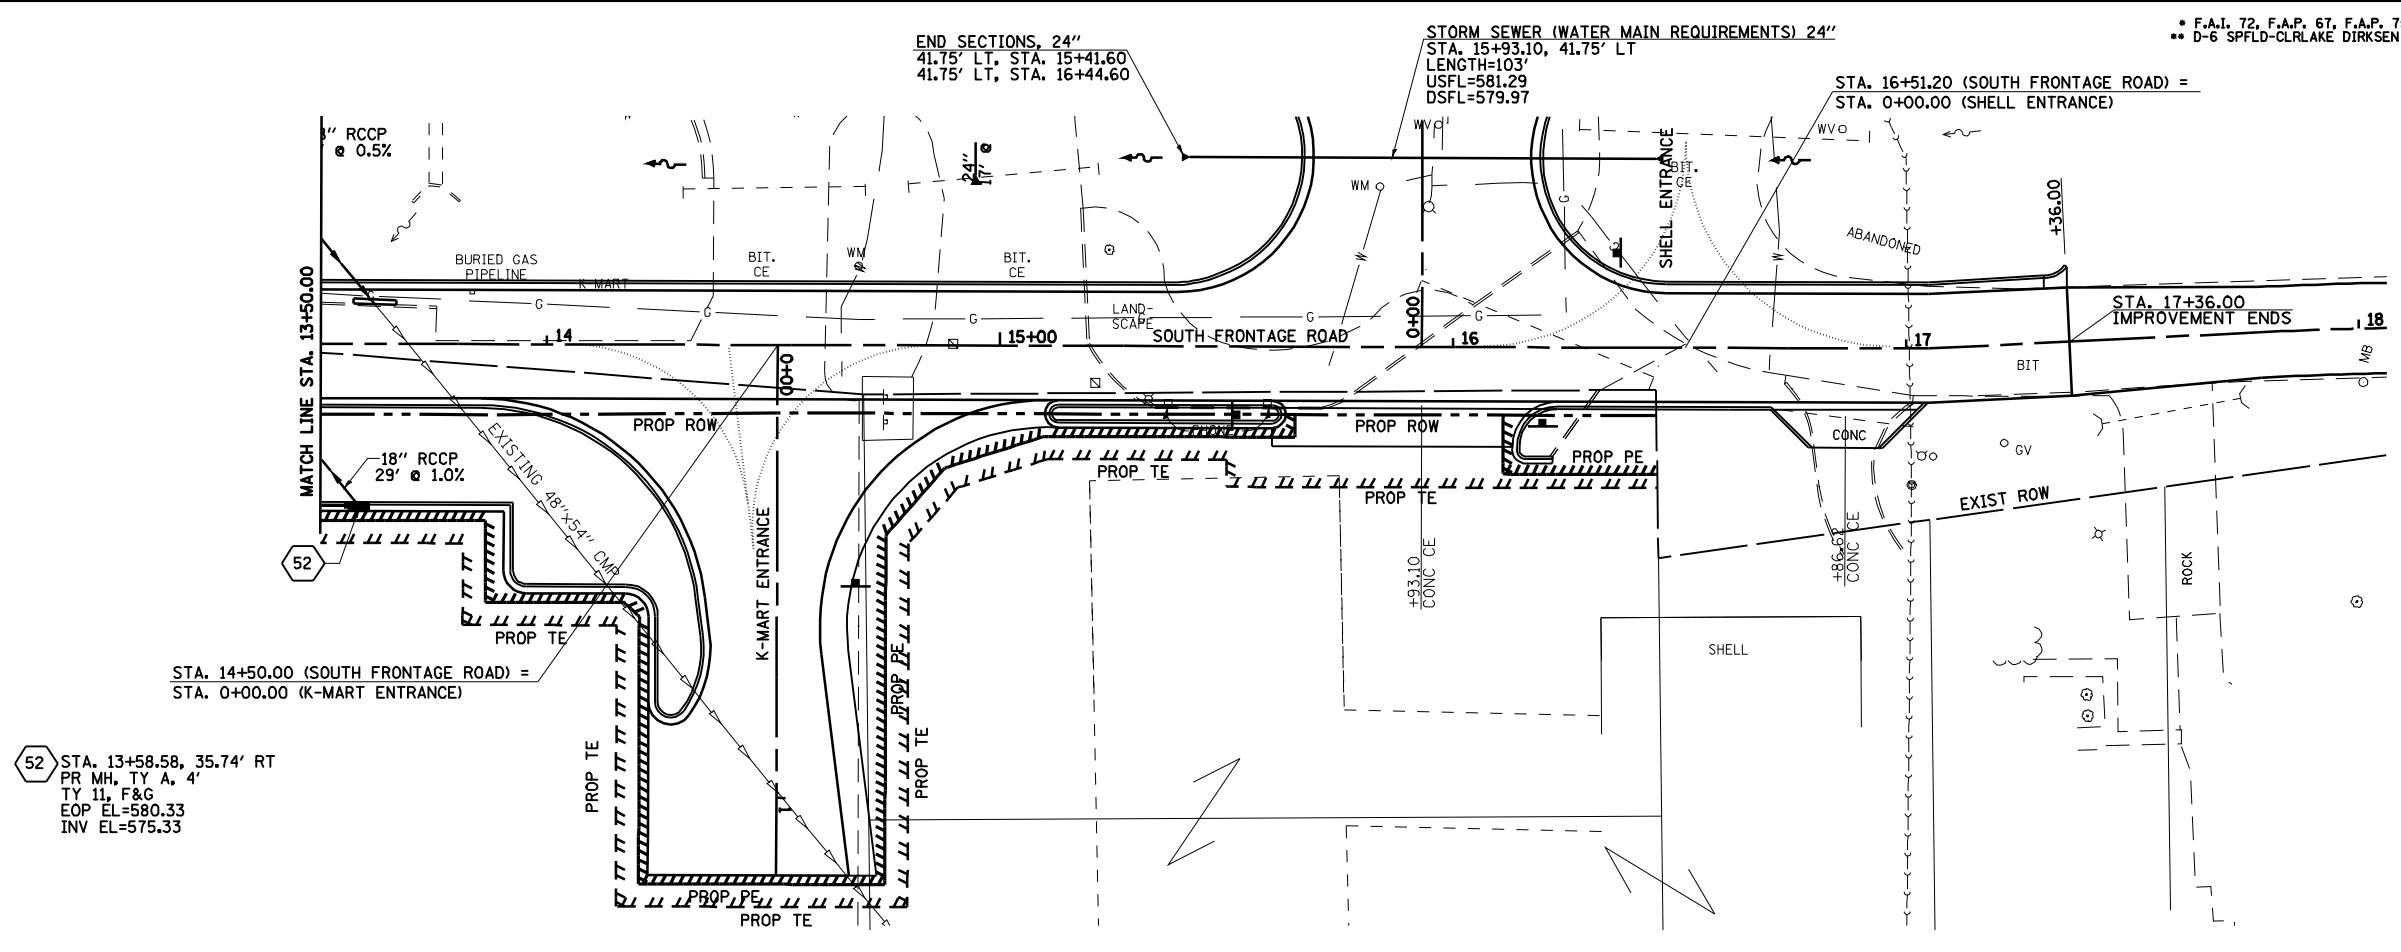 * F.A.I. 72, F.A.P. 67, F.A.P. 7
** D-6 SPFLD-CLRLAKE DIRKSEN
END SECTIONS, 24"
41.75' LT, STA. 15+41.60
41.75' LT, STA. 16+44.60
STORM SEWER (WATER MAIN REQUIREMENTS) 24"
STA. 15+93.10, 41.75' LT
LENGTH=103'
USFL=581.29
DSFL=579.97
STA. 16+51.20 (SOUTH FRONTAGE ROAD) =
STA. 0+00.00 (SHELL ENTRANCE)
" RCCP
@ 0.5%
24"
17' @
WV
WV
WM
WM
BIT.
CE
SHELL ENTRANCE
ABANDONED
+36.00
BURIED GAS
PIPELINE
K-MART
BIT.
CE
BIT.
CE
G
G
G
G
G
G
W
W
W
LAND-
SCAPE
MATCH LINE STA. 13+50.00
14
15+00
SOUTH FRONTAGE ROAD
0+00
16
17
18
STA. 17+36.00
IMPROVEMENT ENDS
BIT
MB
0+00
PROP ROW
PHONE
PROP ROW
CONC
GV
PROP PE
PROP TE
PROP TE
EXIST ROW
18" RCCP
29' @ 1.0%
EXISTING 48"x54" CMP
52
K-MART ENTRANCE
+93.10
CONC CE
+86.62
CONC CE
ROCK
PROP TE
SHELL
STA. 14+50.00 (SOUTH FRONTAGE ROAD) =
STA. 0+00.00 (K-MART ENTRANCE)
PROP PE
PROP TE
PROP TE
1
52
STA. 13+58.58, 35.74' RT
PR MH, TY A, 4'
TY 11, F&G
EOP EL=580.33
INV EL=575.33
PROP PE
PROP TE